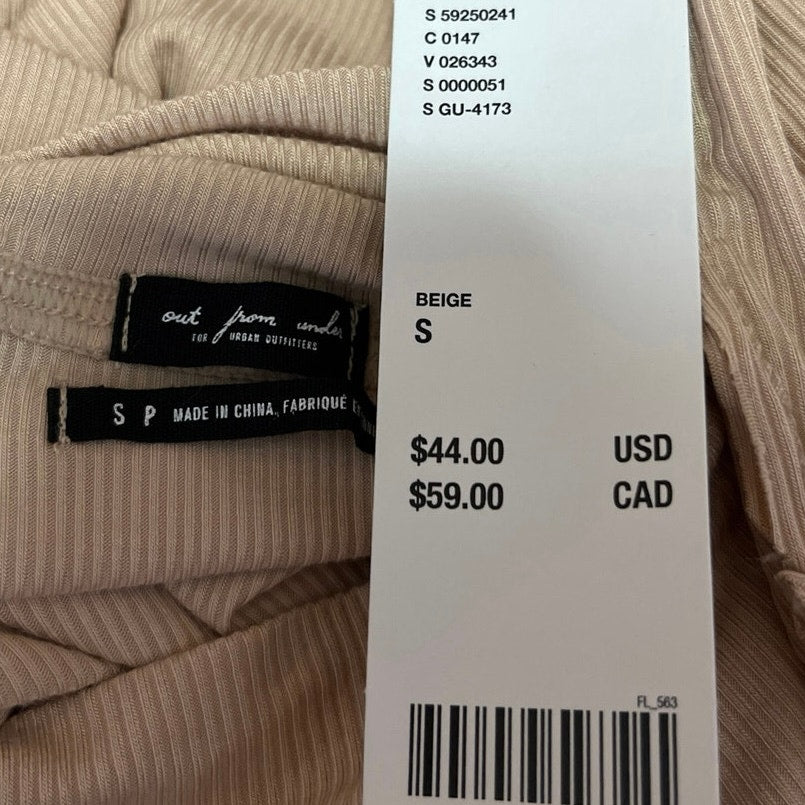 S 59250241
C 0147
V 026343
S 0000051
S GU-4173
BEIGE
S
$44.00 USD
$59.00 CAD
FL_563
out from under
FOR URBAN OUTFITTERS
S P MADE IN CHINA. FABRIQUÉ